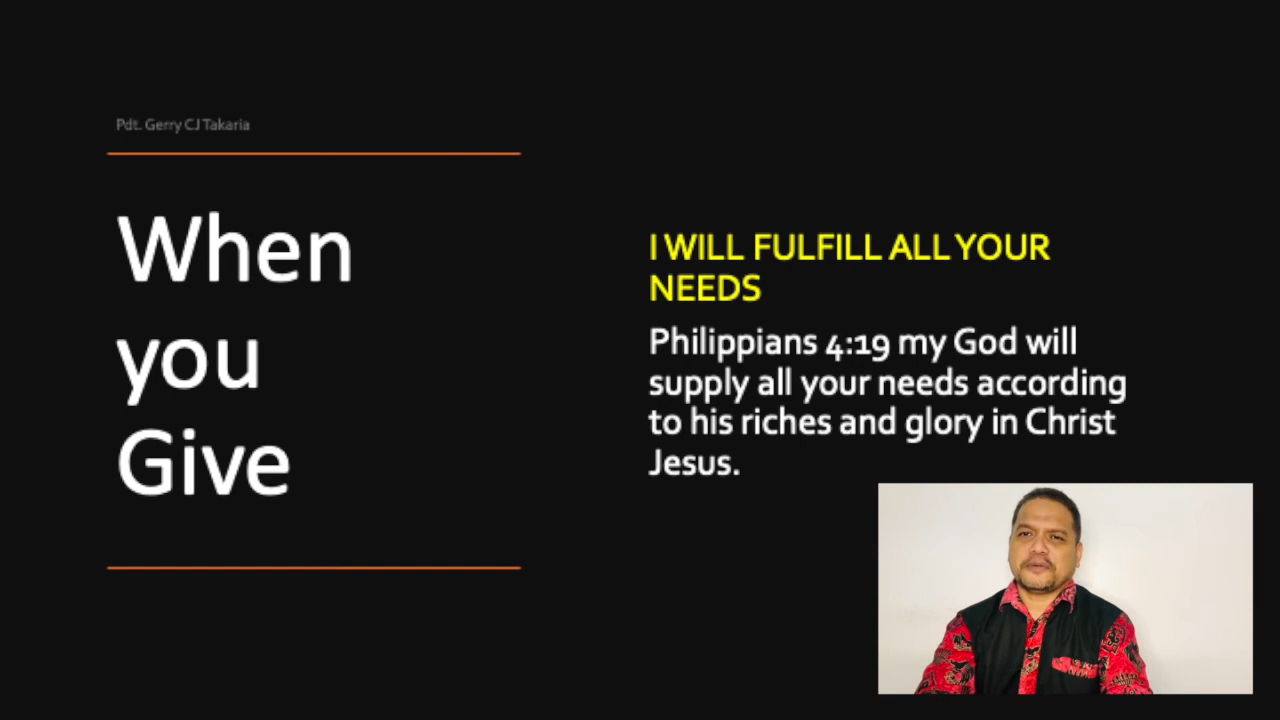 Pdt. Gerry CJ Takaria
When
you
Give
I WILL FULFILL ALL YOUR
NEEDS
Philippians 4:19 my God will
supply all your needs according
to his riches and glory in Christ
Jesus.